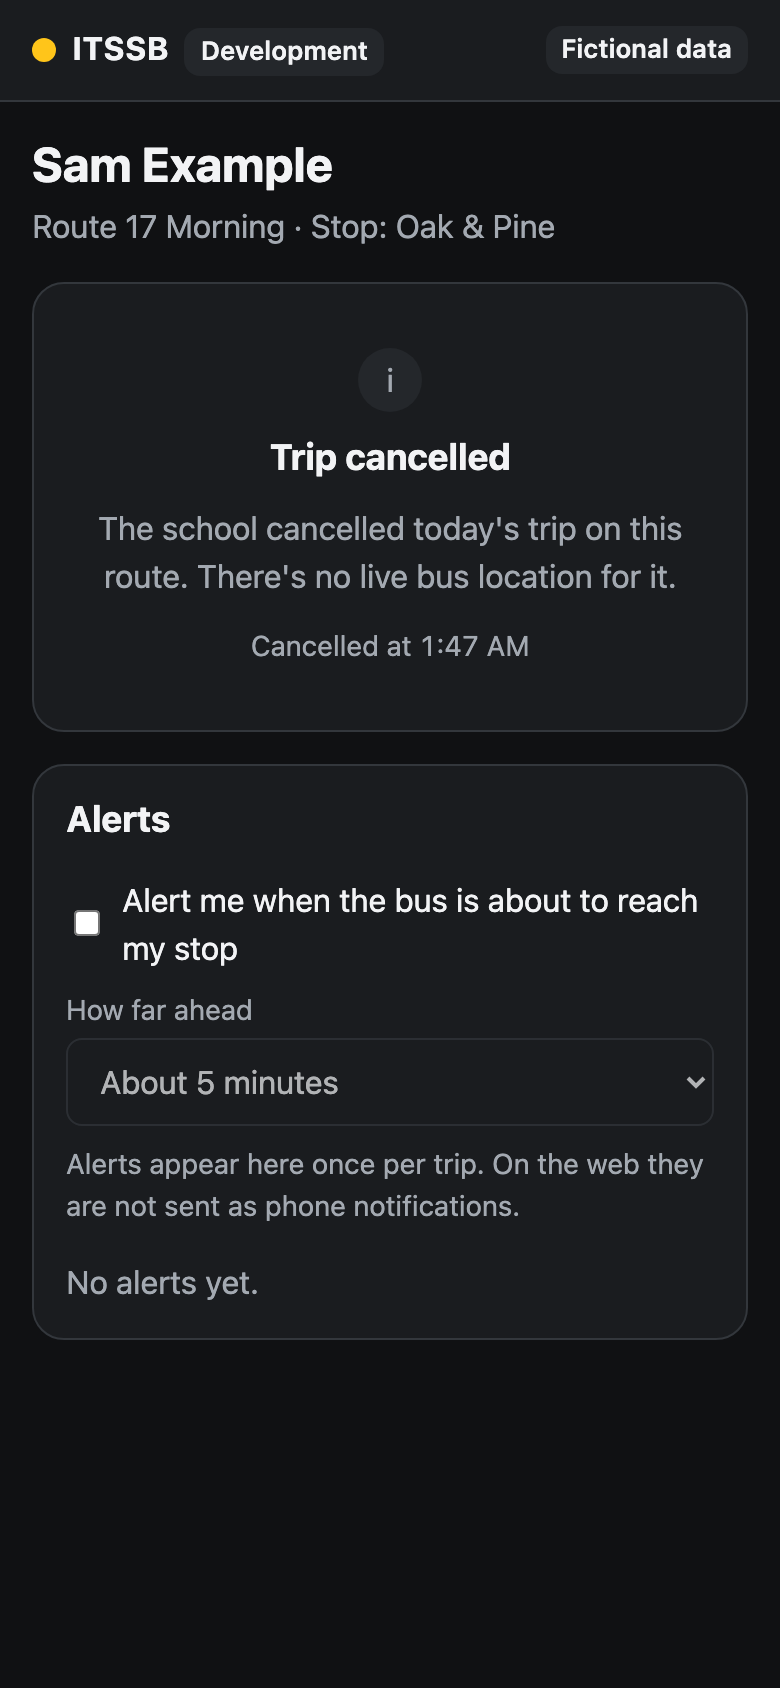 ITSSB Development Fictional data
Sam Example
Route 17 Morning · Stop: Oak & Pine
i
Trip cancelled
The school cancelled today's trip on this
route. There's no live bus location for it.
Cancelled at 1:47 AM
Alerts
Alert me when the bus is about to reach
my stop
How far ahead
About 5 minutes
Alerts appear here once per trip. On the web they
are not sent as phone notifications.
No alerts yet.